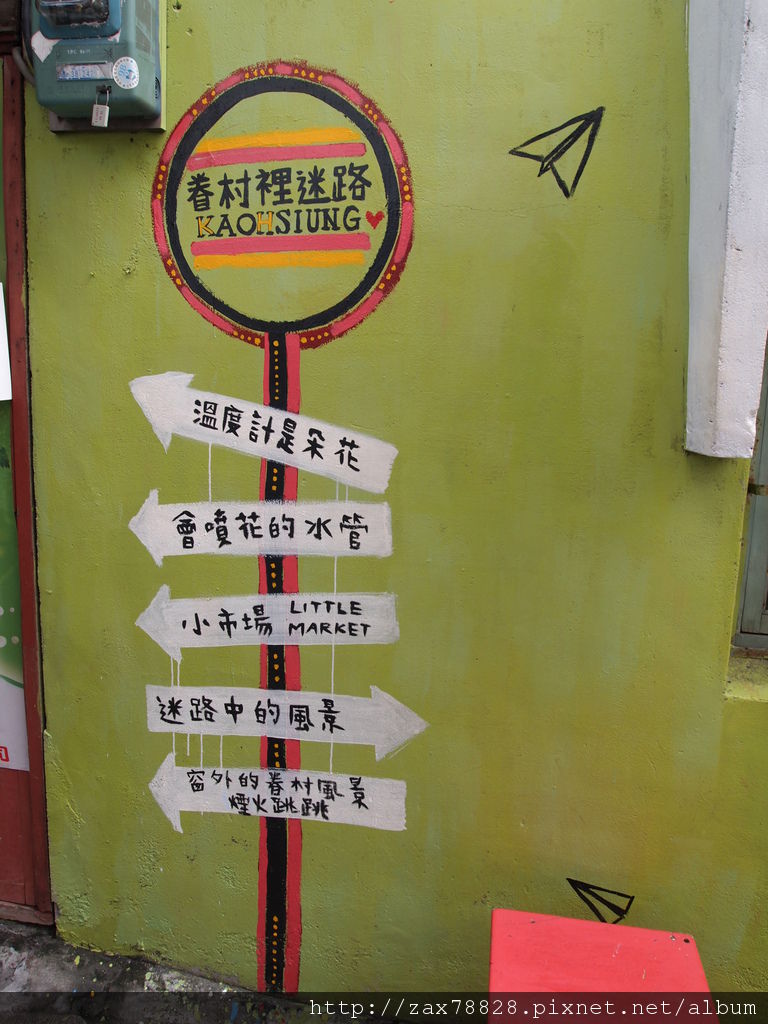 眷村裡迷路
KAOHSIUNG
溫度計是朵花
會噴花的水管
小市場 LITTLE MARKET
迷路中的風景
窗外的眷村風景
煙火跳跳
http://zax78828.pixnet.net/album